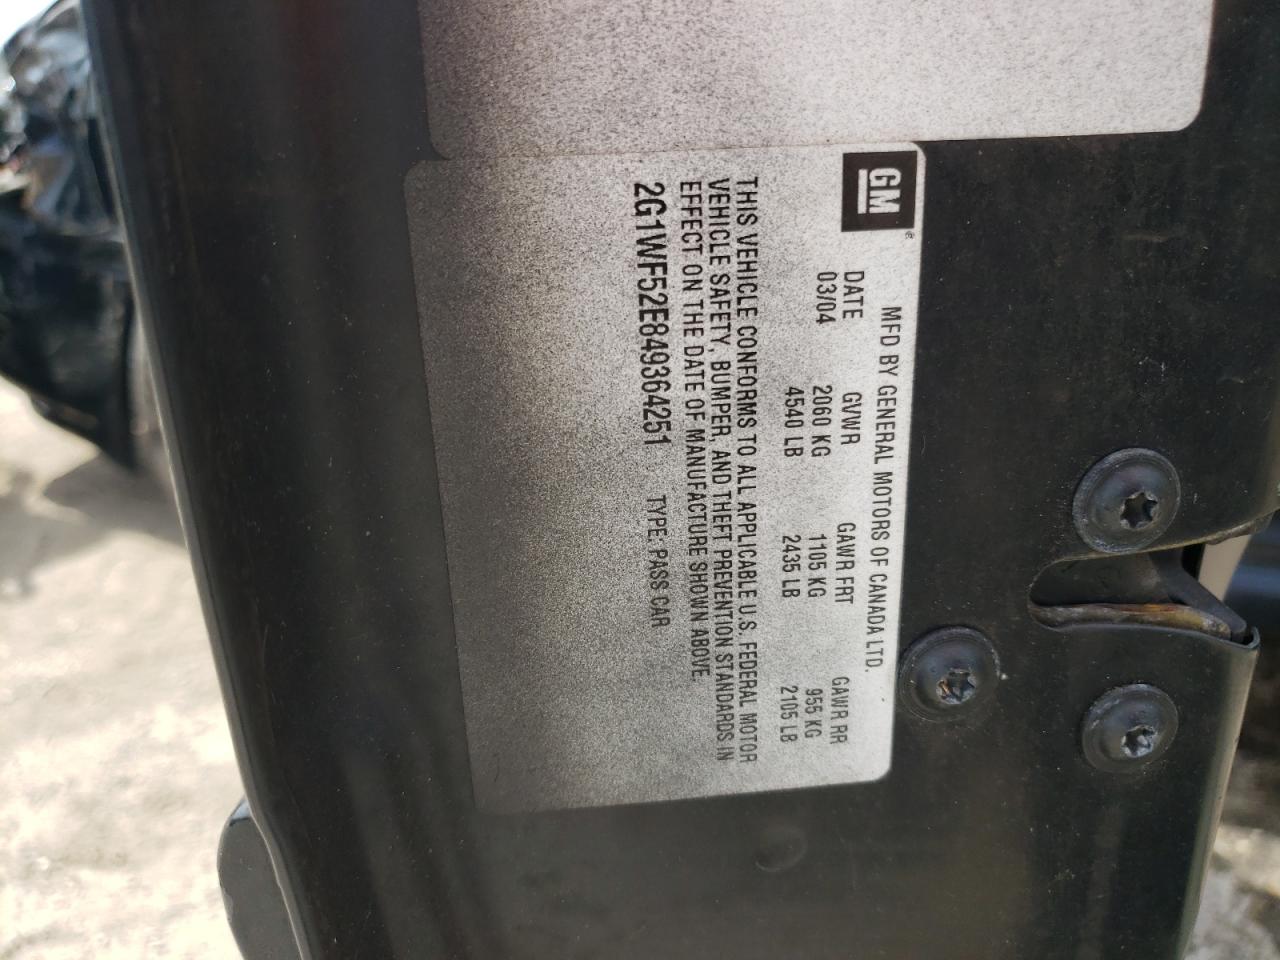 GM®
MFD BY GENERAL MOTORS OF CANADA LTD.
DATE GVWR GAWR FRT GAWR RR
03/04 2060 KG 1105 KG 955 KG
4540 LB 2435 LB 2105 LB
THIS VEHICLE CONFORMS TO ALL APPLICABLE U.S. FEDERAL MOTOR
VEHICLE SAFETY, BUMPER, AND THEFT PREVENTION STANDARDS IN
EFFECT ON THE DATE OF MANUFACTURE SHOWN ABOVE.
2G1WF52E849364251 TYPE: PASS CAR